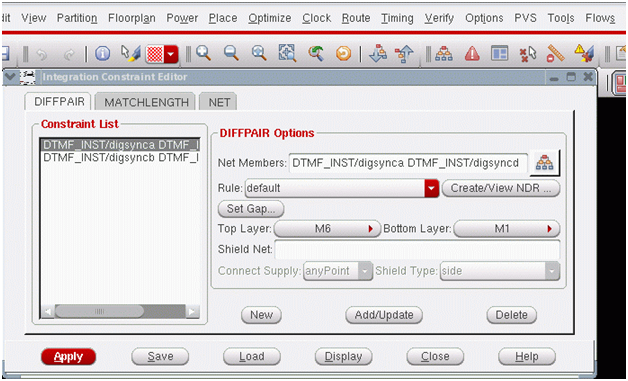 dit View Partition Floorplan Power Place Optimize Clock Route Timing Verify Options PVS Tools Flows
Integration Constraint Editor
DIFFPAIR MATCHLENGTH NET
Constraint List
DTMF_INST/digsynca DTMF_I
DTMF_INST/digsyncb DTMF_I
DIFFPAIR Options
Net Members: DTMF_INST/digsynca DTMF_INST/digsyncd
Rule: default Create/View NDR ...
Set Gap...
Top Layer: M6 Bottom Layer: M1
Shield Net:
Connect Supply: anyPoint Shield Type: side
New Add/Update Delete
Apply Save Load Display Close Help